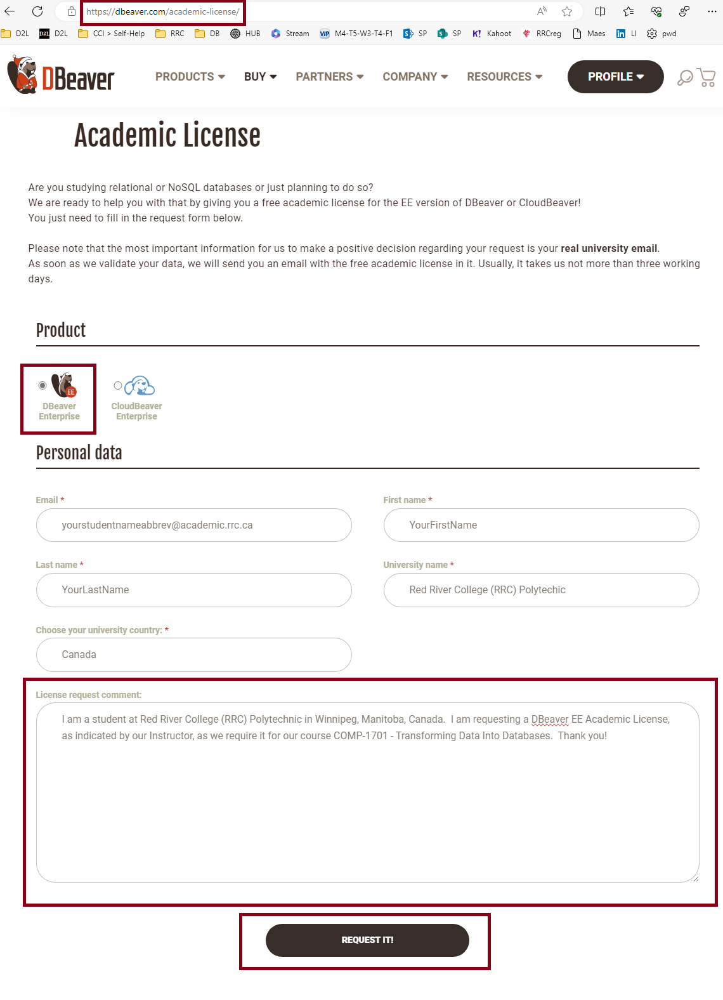 https://dbeaver.com/academic-license/
D2L D2L CCI > Self-Help RRC DB HUB Stream VIP M4-T5-W3-T4-F1 SP SP K! Kahoot RRCreg Maes in LI pwd
DBeaver PRODUCTS BUY PARTNERS COMPANY RESOURCES PROFILE
Academic License
Are you studying relational or NoSQL databases or just planning to do so?
We are ready to help you with that by giving you a free academic license for the EE version of DBeaver or CloudBeaver!
You just need to fill in the request form below.
Please note that the most important information for us to make a positive decision regarding your request is your real university email.
As soon as we validate your data, we will send you an email with the free academic license in it. Usually, it takes us not more than three working
days.
Product
EE
DBeaver CloudBeaver
Enterprise Enterprise
Personal data
Email * First name *
yourstudentnameabbrev@academic.rrc.ca YourFirstName
Last name * University name *
YourLastName Red River College (RRC) Polytechic
Choose your university country: *
Canada
License request comment:
I am a student at Red River College (RRC) Polytechnic in Winnipeg, Manitoba, Canada.  I am requesting a DBeaver EE Academic License,
as indicated by our Instructor, as we require it for our course COMP-1701 - Transforming Data Into Databases.  Thank you!
REQUEST IT!